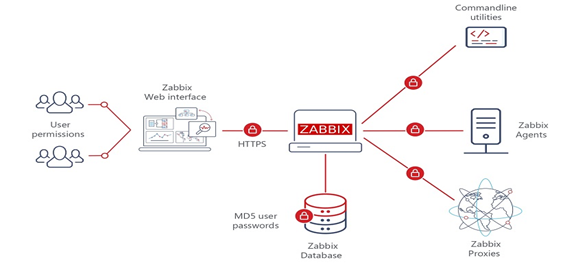 Commandline
utilities
Zabbix
Web interface
User
permissions
HTTPS
ZABBIX
Zabbix
Agents
MD5 user
passwords
Zabbix
Database
Zabbix
Proxies